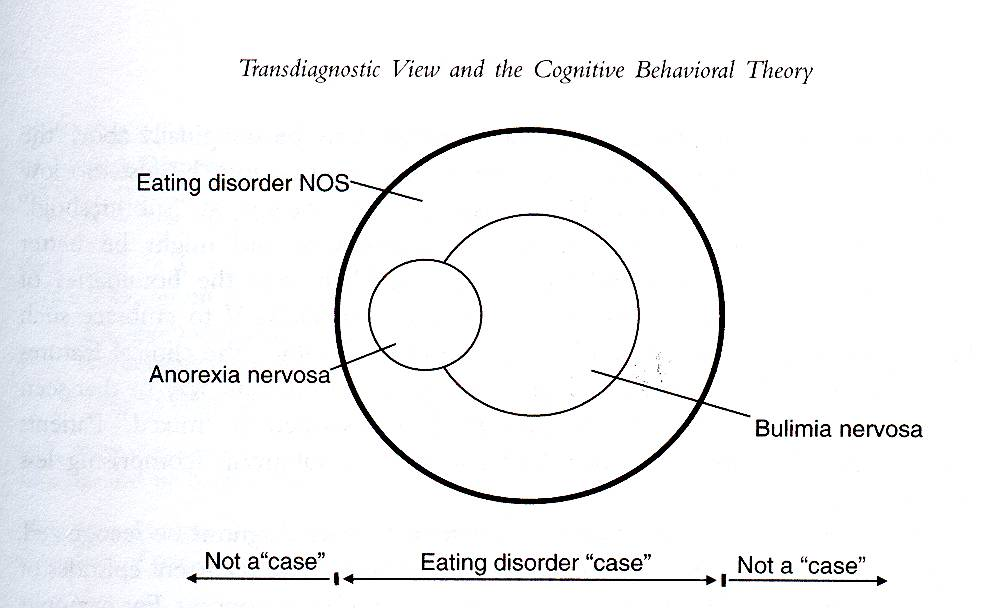 Transdiagnostic View and the Cognitive Behavioral Theory
Eating disorder NOS
Anorexia nervosa
Bulimia nervosa
Not a“case”
Eating disorder “case”
Not a “case”